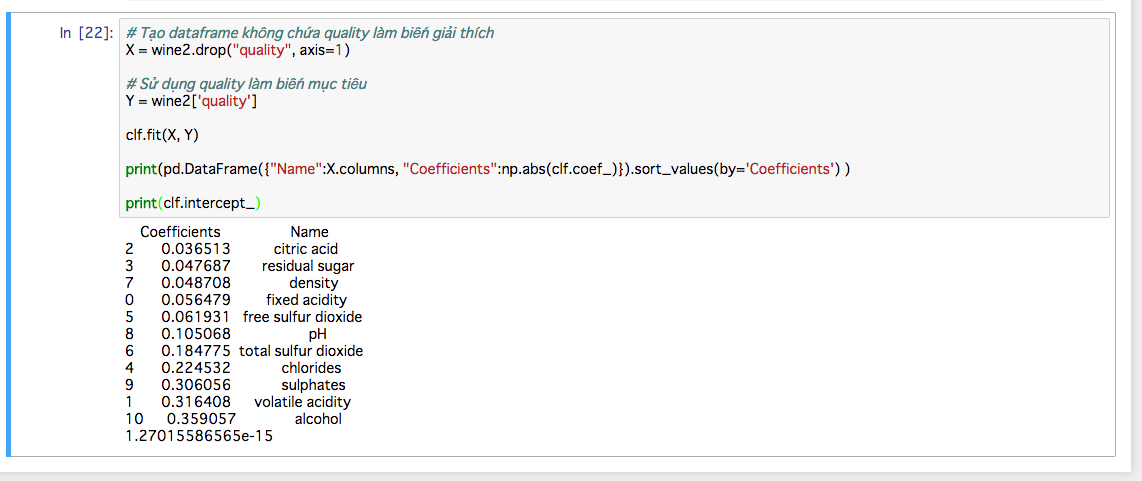 In [22]:
# Tạo dataframe không chứa quality làm biến giải thích
X = wine2.drop("quality", axis=1)
# Sử dụng quality làm biến mục tiêu
Y = wine2['quality']
clf.fit(X, Y)
print(pd.DataFrame({"Name":X.columns, "Coefficients":np.abs(clf.coef_)}).sort_values(by='Coefficients') )
print(clf.intercept_)
Coefficients Name
2 0.036513 citric acid
3 0.047687 residual sugar
7 0.048708 density
0 0.056479 fixed acidity
5 0.061931 free sulfur dioxide
8 0.105068 pH
6 0.184775 total sulfur dioxide
4 0.224532 chlorides
9 0.306056 sulphates
1 0.316408 volatile acidity
10 0.359057 alcohol
1.27015586565e-15